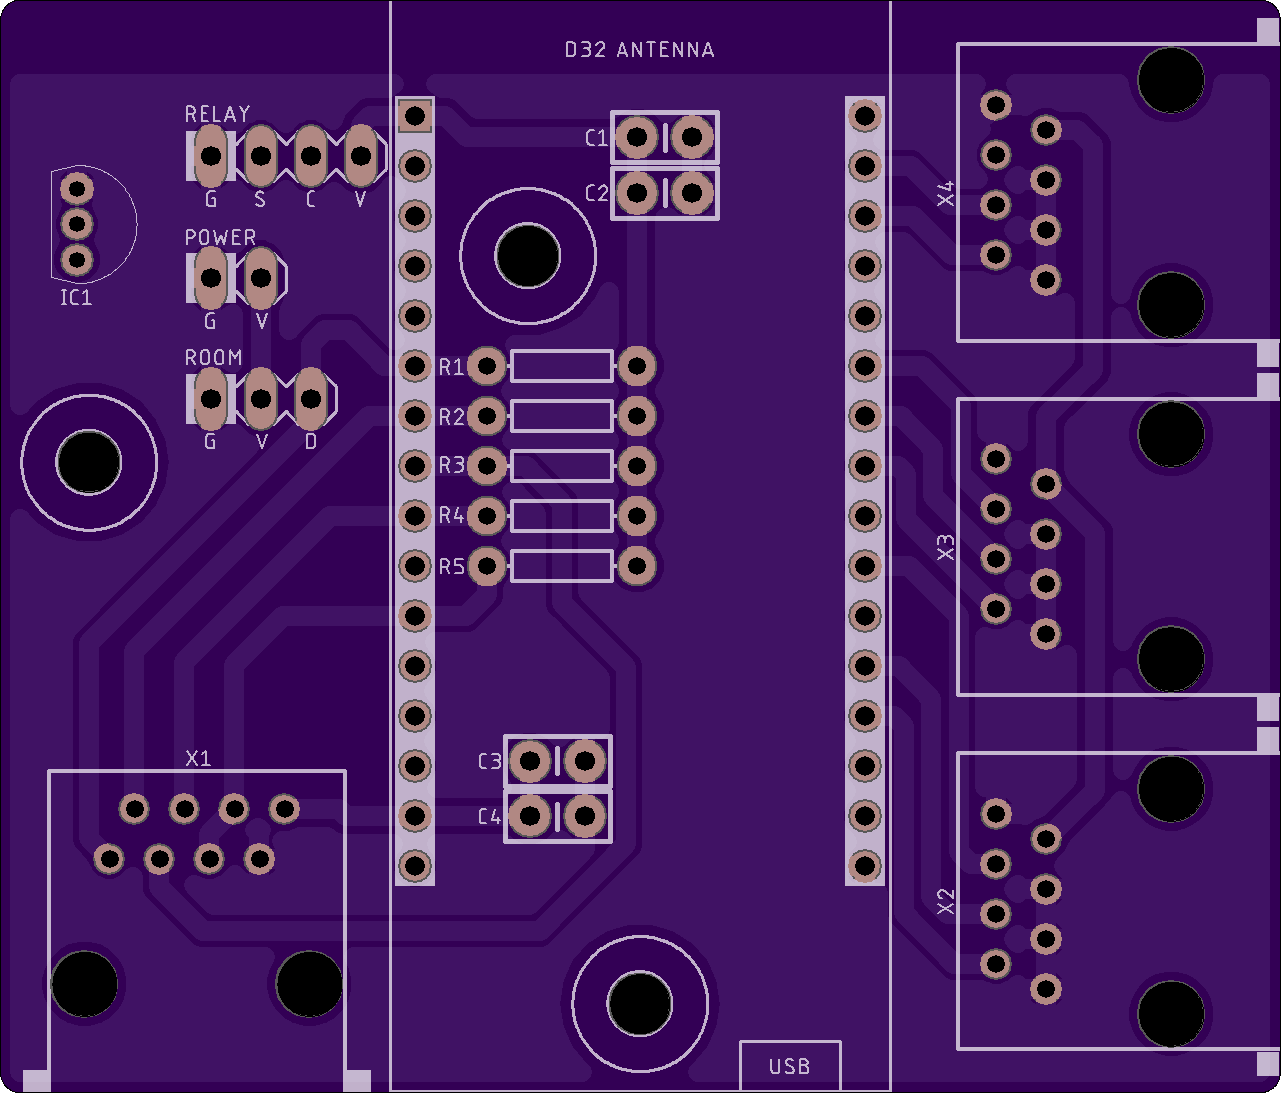 D32 ANTENNA
RELAY
G S C V
POWER
G V
ROOM
G V D
IC1
C1
C2
R1
R2
R3
R4
R5
C3
C4
X1
X4
X3
X2
USB